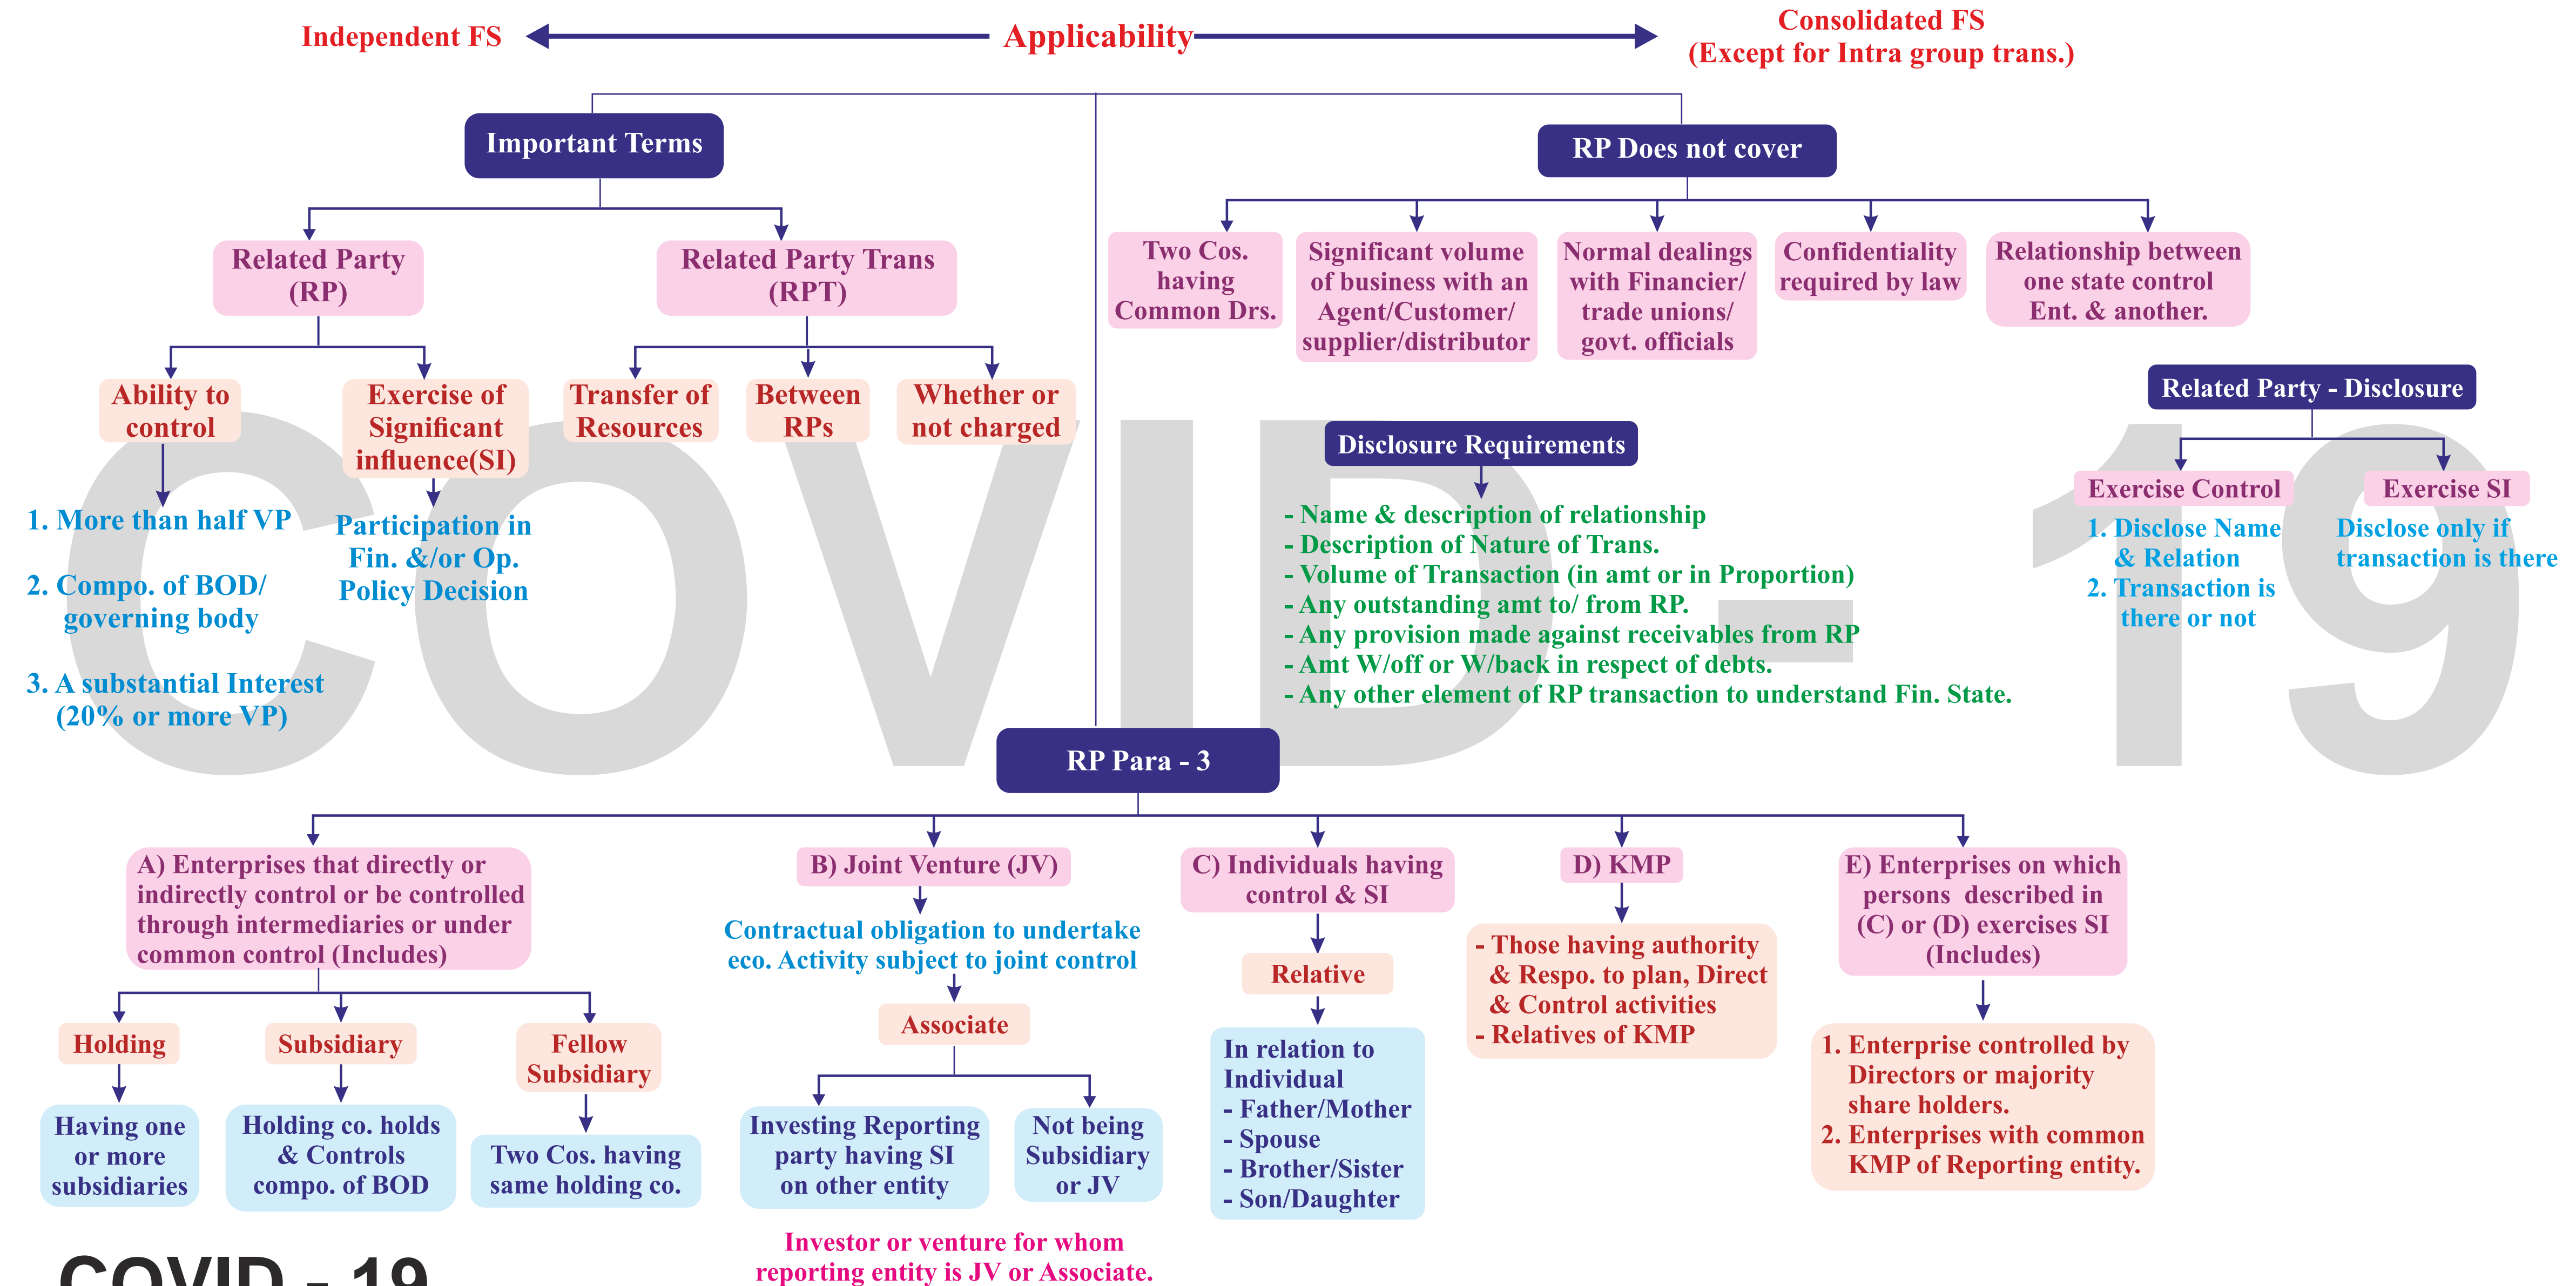 Independent FS
Applicability
Consolidated FS
(Except for Intra group trans.)
Important Terms
RP Does not cover
Related Party
(RP)
Related Party Trans
(RPT)
Two Cos.
having
Common Drs.
Significant volume
of business with an
Agent/Customer/
supplier/distributor
Normal dealings
with Financier/
trade unions/
govt. officials
Confidentiality
required by law
Relationship between
one state control
Ent. & another.
Ability to
control
Exercise of
Significant
influence(SI)
Transfer of
Resources
Between
RPs
Whether or
not charged
1. More than half VP
2. Compo. of BOD/
governing body
3. A substantial Interest
(20% or more VP)
Participation in
Fin. &/or Op.
Policy Decision
Disclosure Requirements
- Name & description of relationship
- Description of Nature of Trans.
- Volume of Transaction (in amt or in Proportion)
- Any outstanding amt to/ from RP.
- Any provision made against receivables from RP
- Amt W/off or W/back in respect of debts.
- Any other element of RP transaction to understand Fin. State.
Related Party - Disclosure
Exercise Control
1. Disclose Name
& Relation
2. Transaction is
there or not
Exercise SI
Disclose only if
transaction is there
COVID - 19
RP Para - 3
A) Enterprises that directly or
indirectly control or be controlled
through intermediaries or under
common control (Includes)
Holding
Having one
or more
subsidiaries
Subsidiary
Holding co. holds
& Controls
compo. of BOD
Fellow
Subsidiary
Two Cos. having
same holding co.
B) Joint Venture (JV)
Contractual obligation to undertake
eco. Activity subject to joint control
Associate
Investing Reporting
party having SI
on other entity
Not being
Subsidiary
or JV
Investor or venture for whom
reporting entity is JV or Associate.
C) Individuals having
control & SI
Relative
In relation to
Individual
- Father/Mother
- Spouse
- Brother/Sister
- Son/Daughter
D) KMP
- Those having authority
& Respo. to plan, Direct
& Control activities
- Relatives of KMP
E) Enterprises on which
persons described in
(C) or (D) exercises SI
(Includes)
1. Enterprise controlled by
Directors or majority
share holders.
2. Enterprises with common
KMP of Reporting entity.
COVID - 19